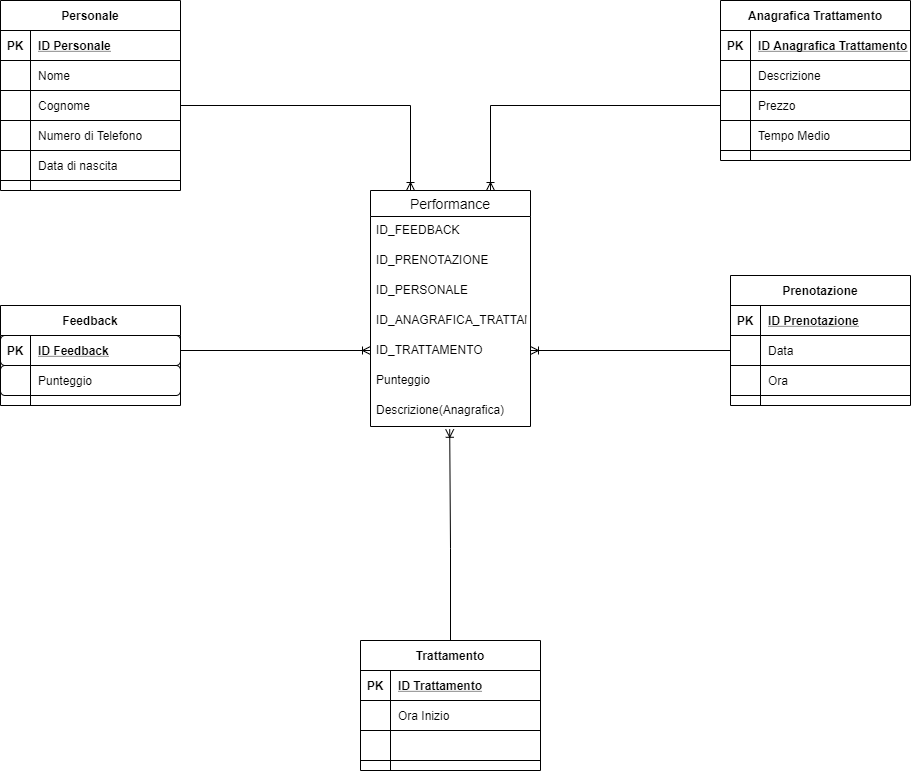 Personale
PK ID Personale
Nome
Cognome
Numero di Telefono
Data di nascita
Anagrafica Trattamento
PK ID Anagrafica Trattamento
Descrizione
Prezzo
Tempo Medio
Performance
ID_FEEDBACK
ID_PRENOTAZIONE
ID_PERSONALE
ID_ANAGRAFICA_TRATTAI
ID_TRATTAMENTO
Punteggio
Descrizione(Anagrafica)
Feedback
PK ID Feedback
Punteggio
Prenotazione
PK ID Prenotazione
Data
Ora
Trattamento
PK ID Trattamento
Ora Inizio